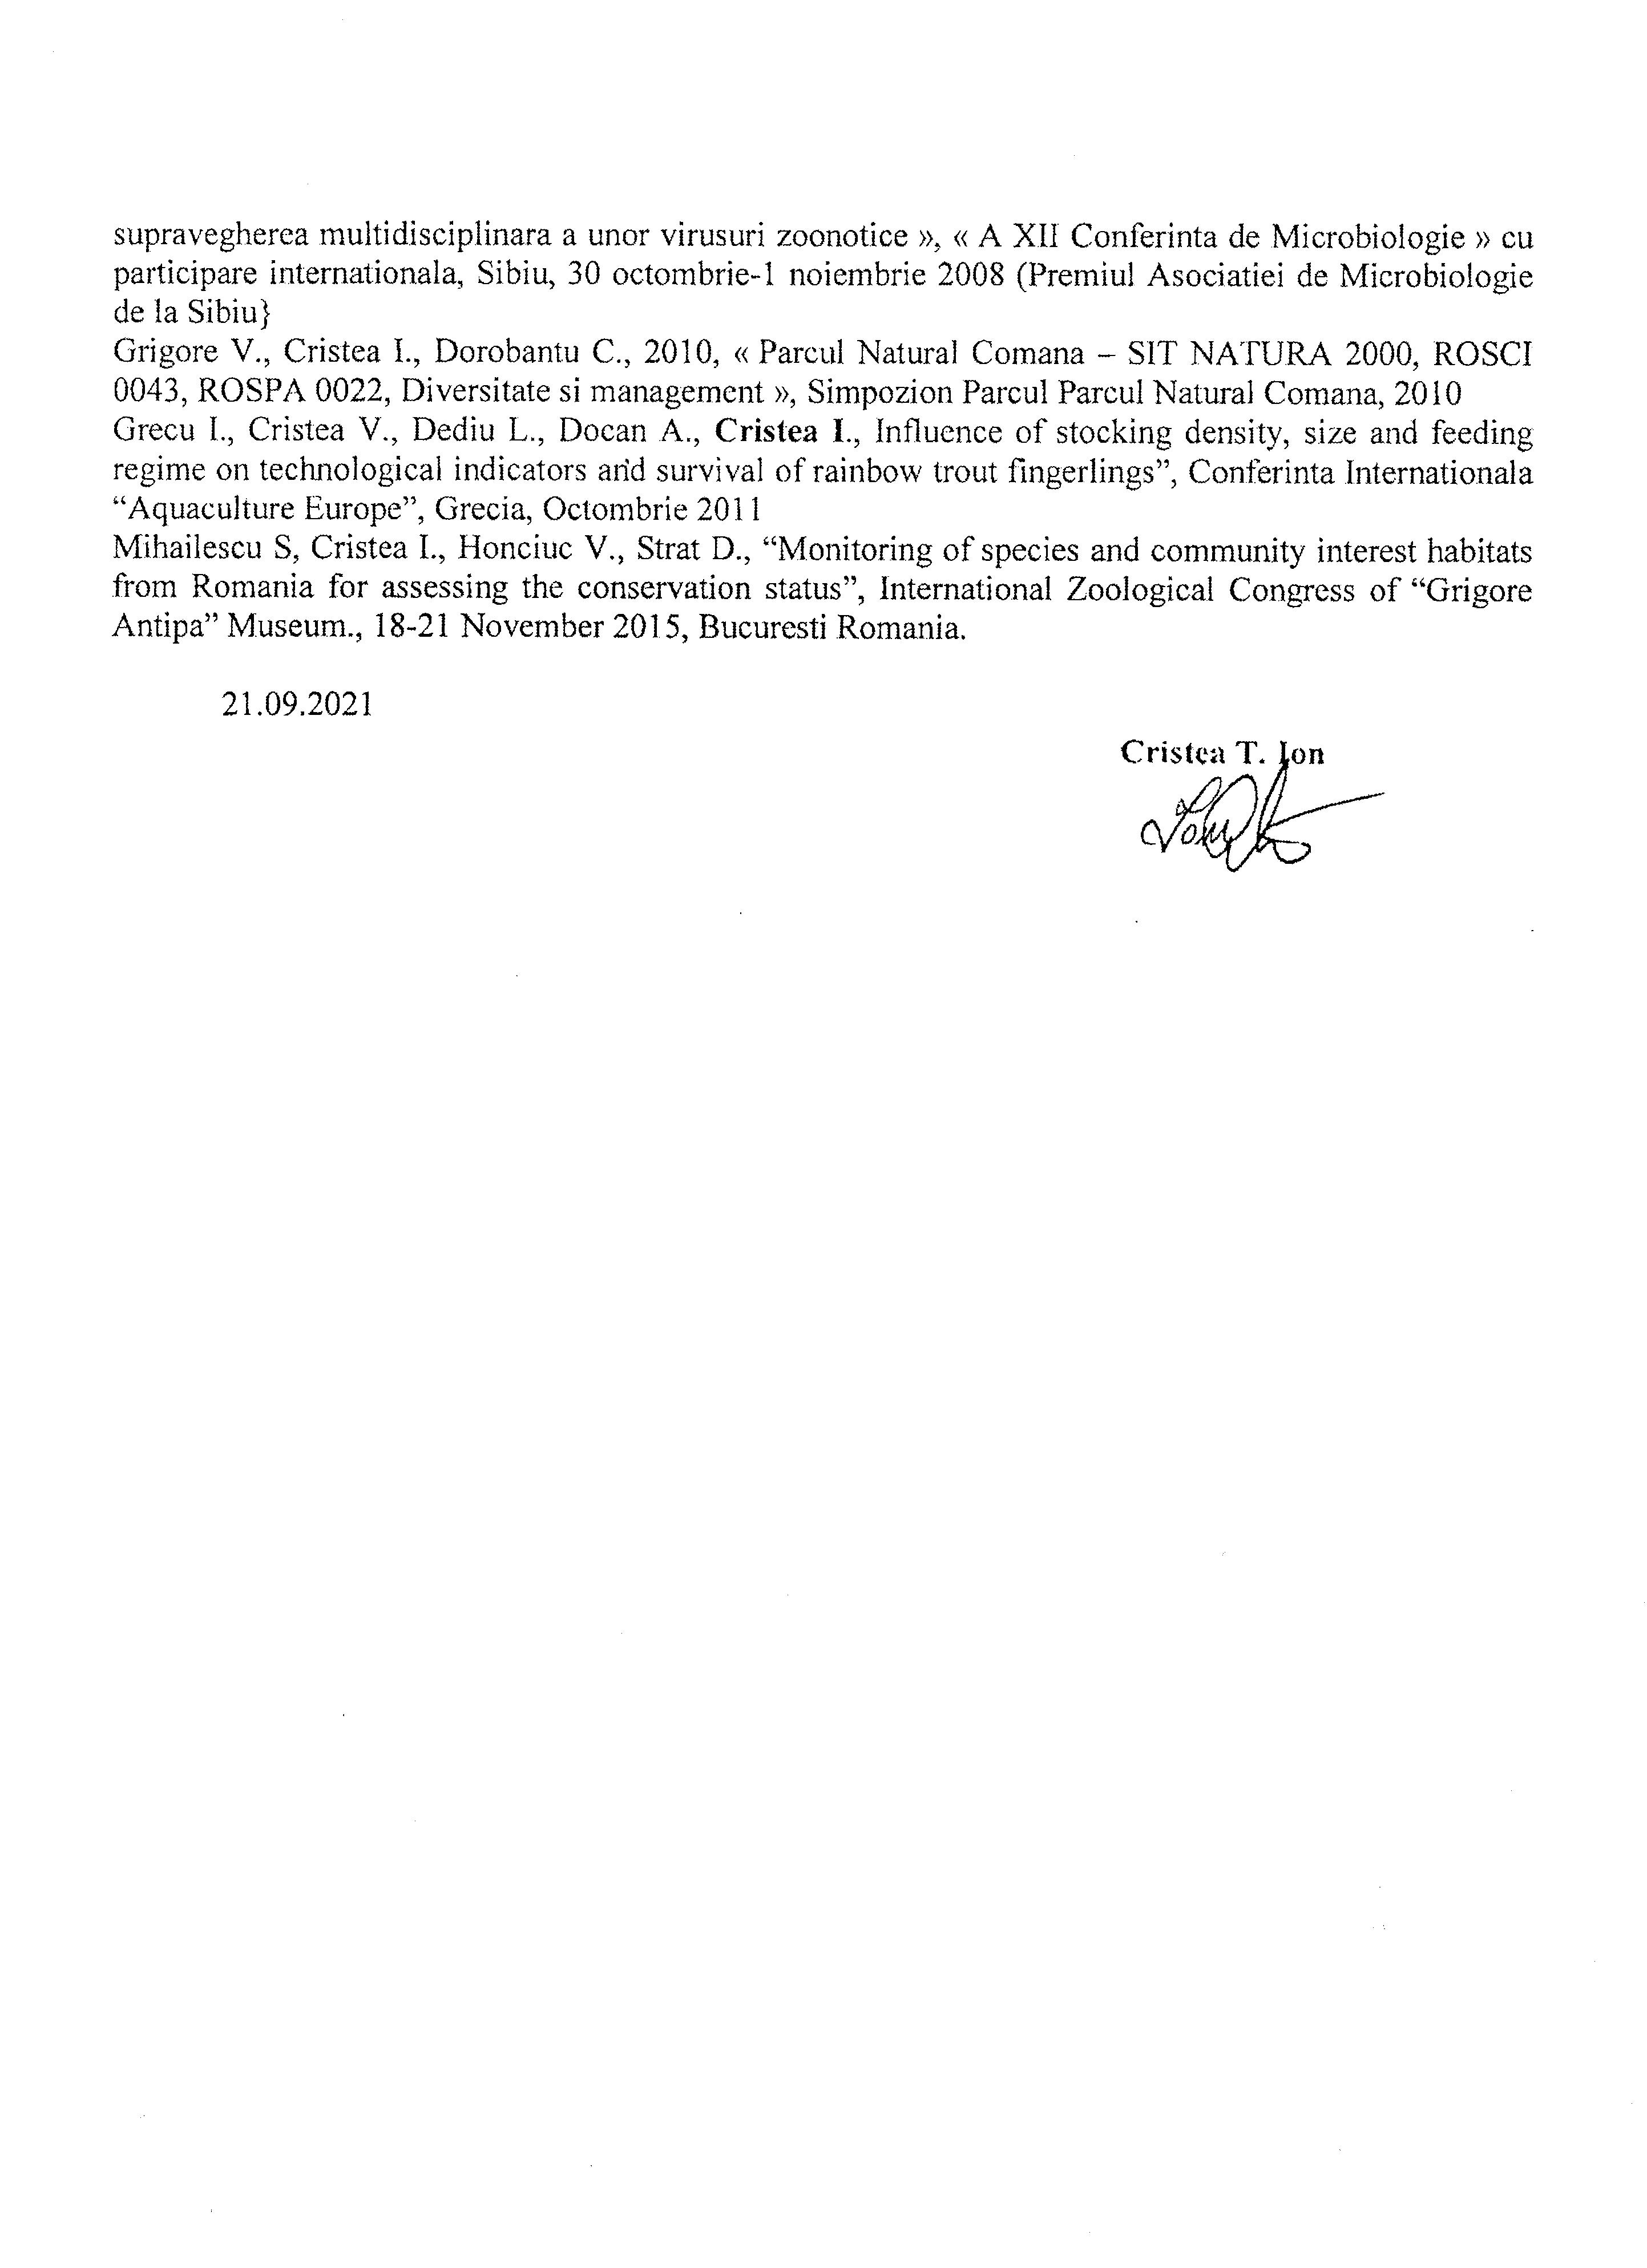 supravegherea multidisciplinara a unor virusuri zoonotice », « A XII Conferinta de Microbiologie » cu
participare internationala, Sibiu, 30 octombrie-1 noiembrie 2008 (Premiul Asociatiei de Microbiologie
de la Sibiu}
Grigore V., Cristea I., Dorobantu C., 2010, « Parcul Natural Comana – SIT NATURA 2000, ROSCI
0043, ROSPA 0022, Diversitate si management », Simpozion Parcul Parcul Natural Comana, 2010
Grecu I., Cristea V., Dediu L., Docan A., Cristea I., Influence of stocking density, size and feeding
regime on technological indicators and survival of rainbow trout fingerlings”, Conferinta Internationala
“Aquaculture Europe”, Grecia, Octombrie 2011
Mihailescu S, Cristea I., Honciuc V., Strat D., “Monitoring of species and community interest habitats
from Romania for assessing the conservation status”, International Zoological Congress of “Grigore
Antipa” Museum., 18-21 November 2015, Bucuresti Romania.
21.09.2021
Cristea T. Ion